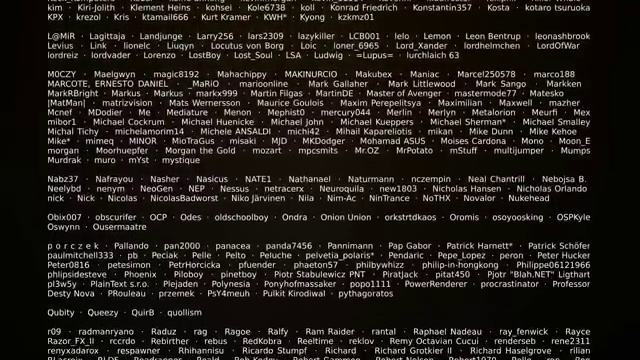 kim · Kiri-jolith · Klement Heins · kohsei · Kole6738 · koll · Konrad Friedrich · Konstantin357 · Kosta · kotaro tsuruoka
KPX · krezol · Kris · ktamail666 · Kurt Kramer · KWH* · Kyong · kzkmz01
L@MiR · Lagittaja · Landjunge · Larry256 · lars2309 · lazykiller · LCB001 · lelo · Lemon · Leon Bentrup · leonashbrook
Levius · Link · lionelc · Liuqyn · Locutus von Borg · Loic · loner_6965 · Lord_Xander · lordhelmchen · LordOfWar
lordreiz · lordvader · Lorenzo · LostBoy · Lost_Soul · LSA · Ludwig · =Lupus= · lurchlaich 63
M0CZY · Maelgwyn · magic8192 · Mahachippy · MAKINURCIO · Makubex · Maniac · Marcel250578 · marco188
MARCOTE, ERNESTO DANIEL · _MaRiO · marioonline · Mark Gallaher · Mark Littlewood · Mark Sango · Markken
MarkRBright · Markus · Markus · markx999 · Martin Filgas · MartinDE · Master of Avenger · mastermode77 · Matesko
|MatMan| · matrizvision · Mats Wernersson · Maurice Goulois · Maxim Perepelitsya · Maximilian · Maxwell · mazher
Mcnef · MDodier · Me · Mediature · Menon · Mephist0 · mercury044 · Merlin · Merlyn · Metalorion · Meurfi · Mex
mibor1 · Michael Cockrum · Michael Huenicke · Michael John · Michael Kueppers · Michael Sherman* · Michael Smalley
Michal Tichy · michelamorim14 · Michele ANSALDI · michi42 · Mihail Kapareliotis · mikan · Mike Dunn · Mike Kehoe
Mike* · mimeq · MINOR · MioTraGus · misaki · MJD · MKDodger · Mohamad ASUS · Moises Cardona · Mono · Moon_E
morgan · Moorhuepfer · Morgan the Gold · mozart · mpcsmits · Mr.OZ · MrPotato · mStuff · multijumper · Mumps
Murdrak · muro · mYst · mystique
Nabz37 · Nafrayou · Nasher · Nasicus · NATE1 · Nathanael · Naturmann · nczempin · Neal Chantrill · Nebojsa B.
Neelybd · nenym · NeoGen · NEP · Nessus · netracerx · Neuroquila · new1803 · Nicholas Hansen · Nicholas Orlando
nick · Nick · Nicolas · NicolasBadworst · Niko Järvinen · Nila · Nim-Ac · NinTrance · NoTHX · Novalor · Nukehead
Obix007 · obscurifer · OCP · Odes · oldschoolboy · Ondra · Onion Union · orkstrtdkaos · Oromis · osoyoosking · OSPKyle
Oswynn · Ousermaatre
p o r c z e k · Pallando · pan2000 · panacea · panda7456 · Pannimann · Pap Gabor · Patrick Harnett* · Patrick Schöfer
paulmitchell333 · pb · Peciak · Pelle · Pelto · Peluche · pelvetia_polaris* · Pendaric · Pepe_Lopez · peron · Peter Hucker
Peter0816 · petesimon · PetrHorcicka · pfuender · phaeton57 · philbywhizz · philip-in-hongkong · Philippe06121966
phlipsidesteve · Phoenix · Piloboy · pinetboy · Piotr Stabulewicz PNT · PiratJack · pitat450 · Pjotr "Blah.NET" Ligthart
pl3w5y · PlainText s.r.o. · Plejaden · Polynesia · Ponyhofmassaker · popo1111 · PowerRenderer · procrastinator · Professor
Desty Nova · PRouleau · przemek · PsY4meuh · Pulkit Kirodiwal · pythagoratos
Qubity · Queezy · QuirB · quollism
r09 · radmanryano · Raduz · rag · Ragoe · Ralfy · Ram Raider · rantal · Raphael Nadeau · ray_fenwick · Rayce
Razor_FX_II · rccrdo · Rebirther · rebus · RedKobra · Reeltime · reklov · Remy Octavian Cucui · renderseb · rene2311
renyxadarox · respawner · Rhihannisu · Ricardo Stumpf · Richard · Richard Grotkier II · Richard Haselgrove · rilian